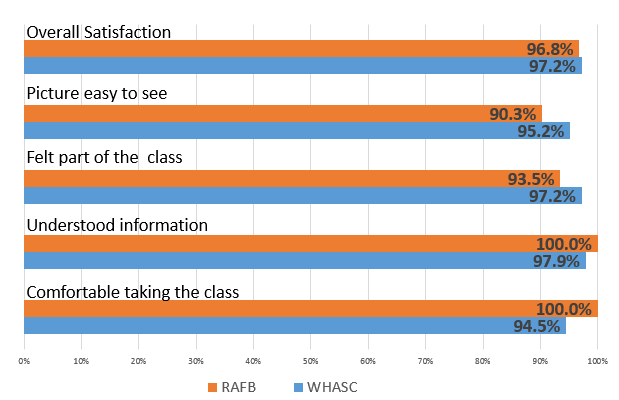 Overall Satisfaction
96.8%
97.2%
Picture easy to see
90.3%
95.2%
Felt part of the  class
93.5%
97.2%
Understood information
100.0%
97.9%
Comfortable taking the class
100.0%
94.5%
0% 10% 20% 30% 40% 50% 60% 70% 80% 90% 100%
RAFB WHASC